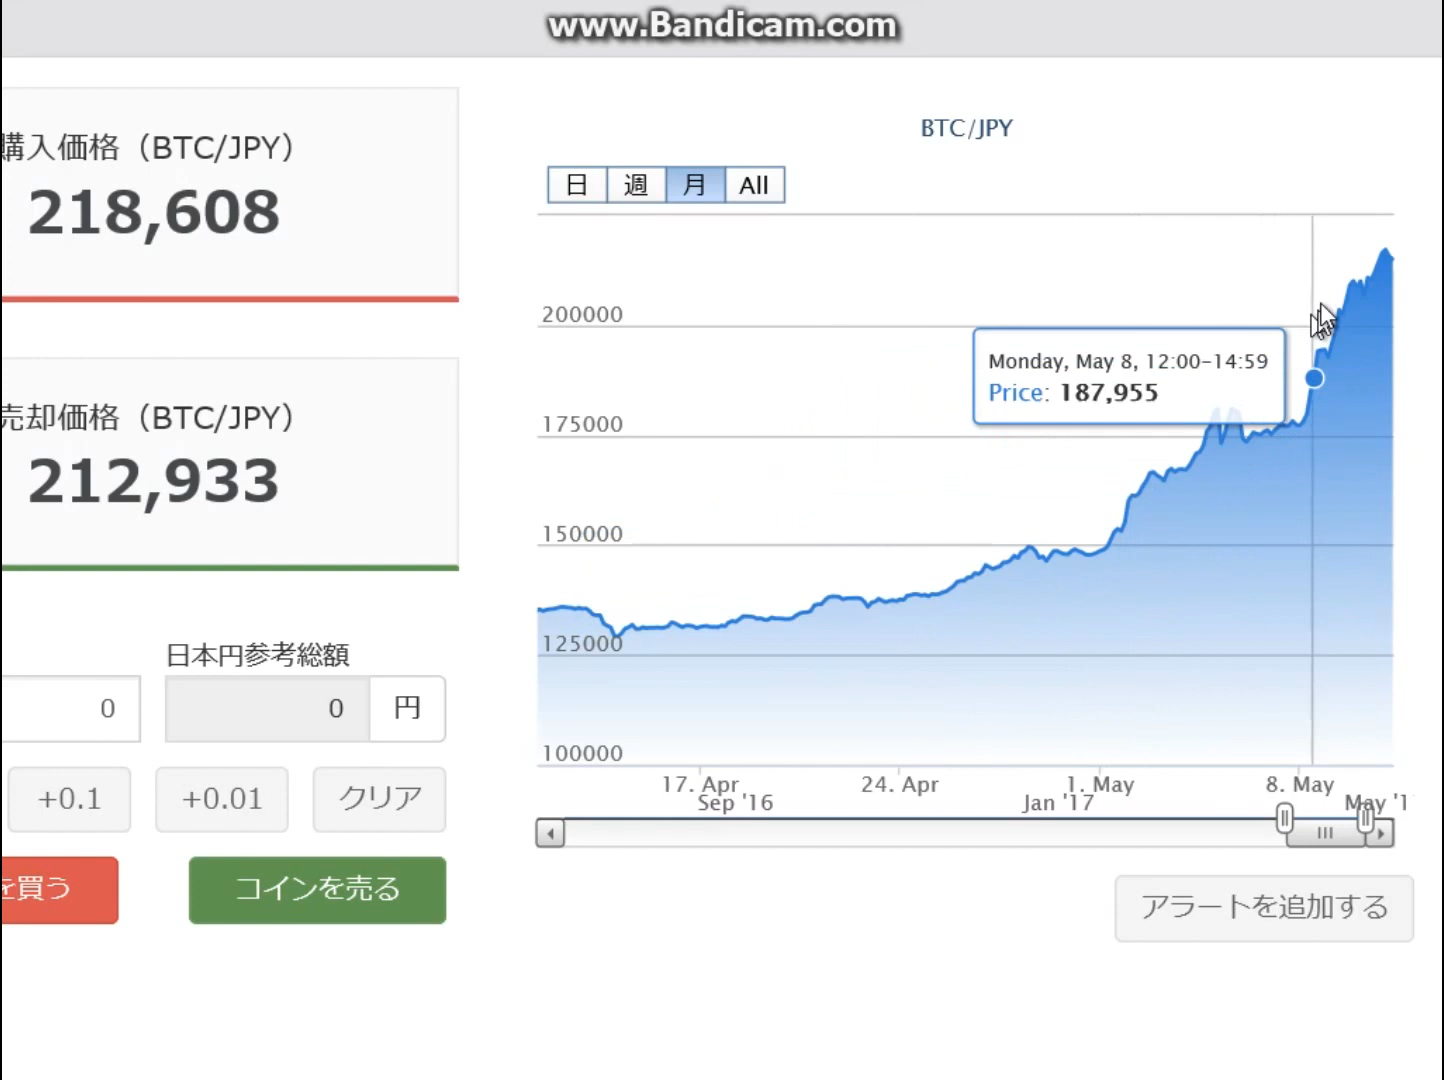 www.Bandicam.com
購入価格（BTC/JPY）
218,608
売却価格（BTC/JPY）
212,933
日本円参考総額
0
0
円
+0.1
+0.01
クリア
を買う
コインを売る
BTC/JPY
日
週
月
All
200000
175000
150000
125000
100000
Monday, May 8, 12:00-14:59
Price: 187,955
17. Apr
24. Apr
1. May
8. May
Sep '16
Jan '17
May '1
アラートを追加する